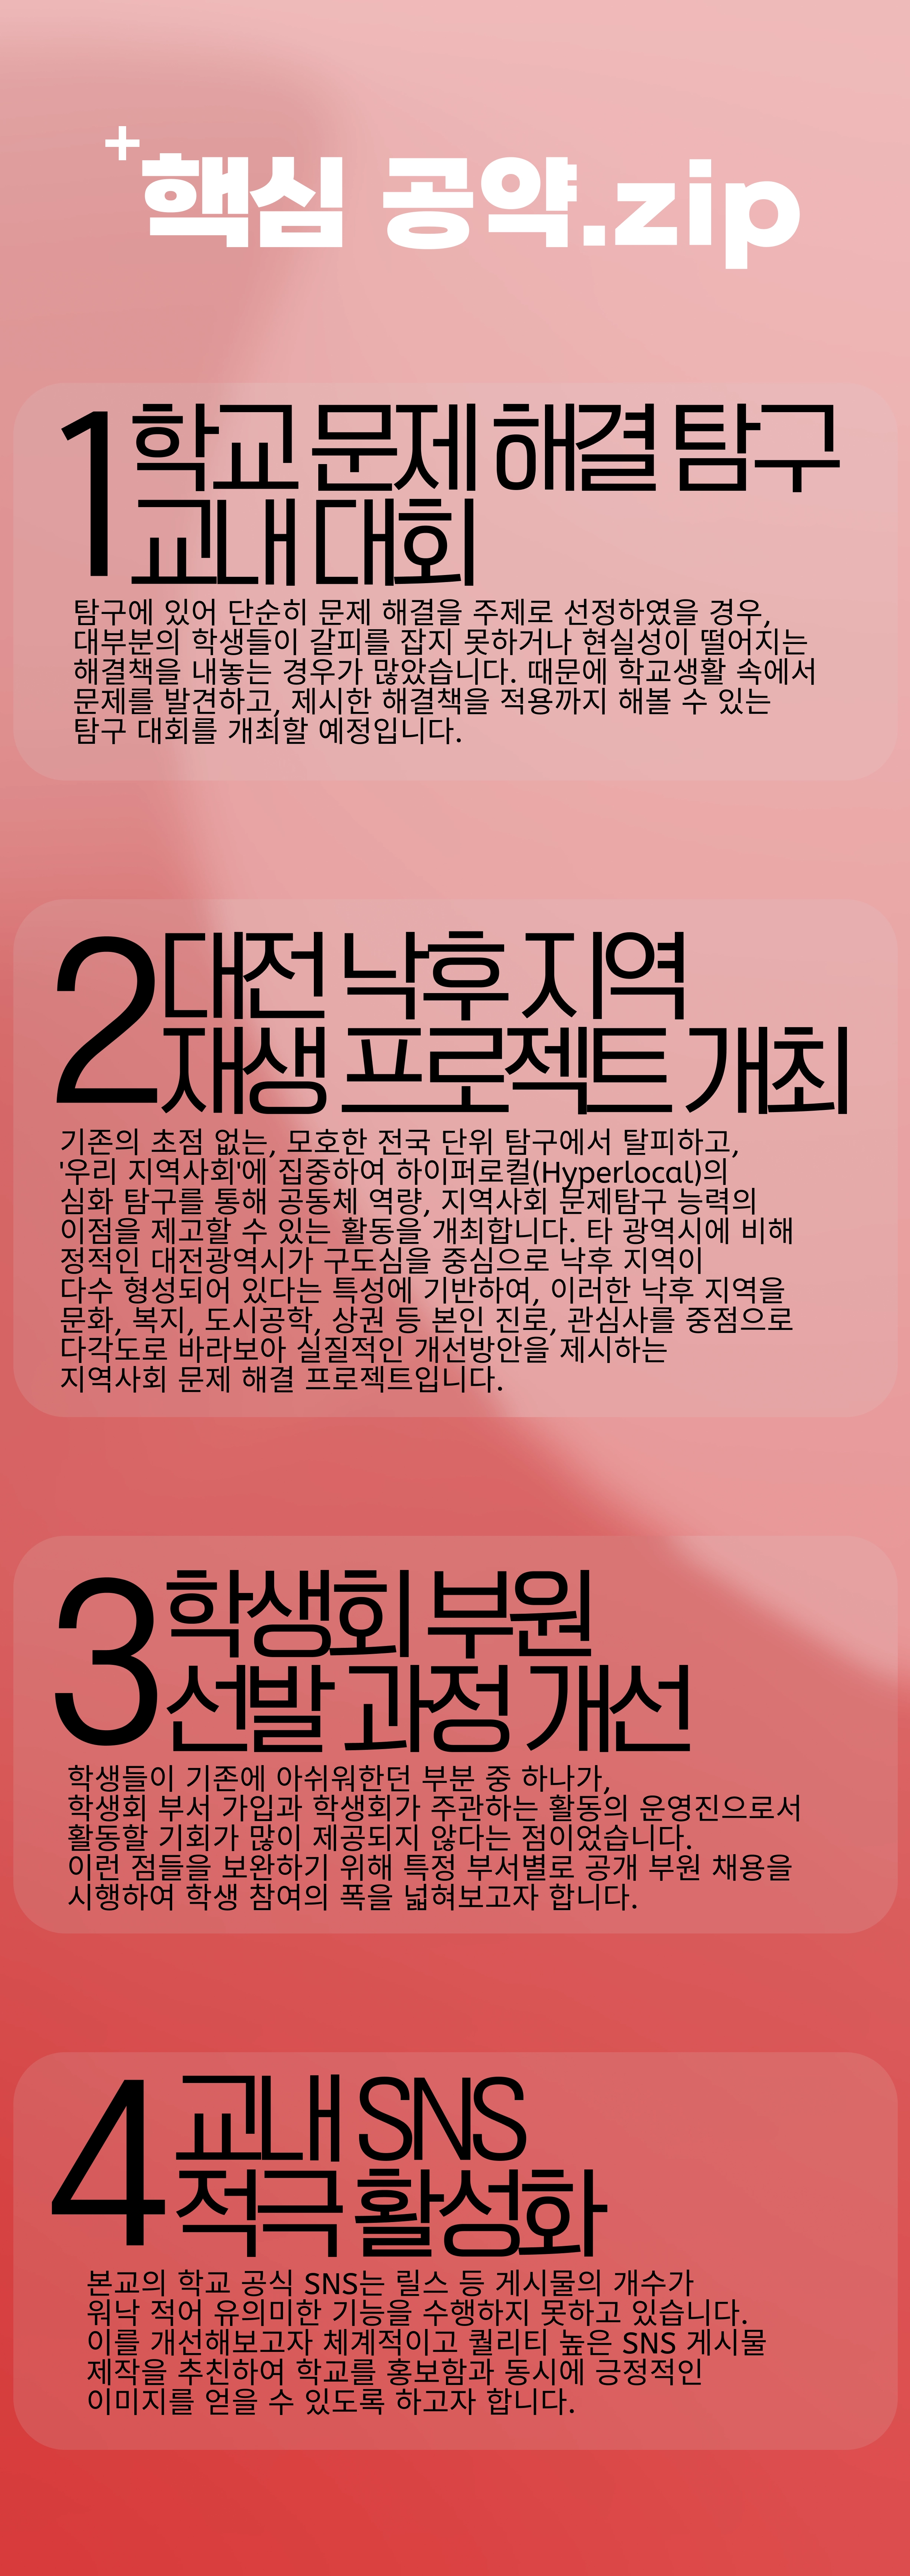 +핵심 공약.zip
1 학교 문제 해결 탐구
교내 대회
탐구에 있어 단순히 문제 해결을 주제로 선정하였을 경우,
대부분의 학생들이 갈피를 잡지 못하거나 현실성이 떨어지는
해결책을 내놓는 경우가 많았습니다. 때문에 학교생활 속에서
문제를 발견하고, 제시한 해결책을 적용까지 해볼 수 있는
탐구 대회를 개최할 예정입니다.
2 대전 낙후 지역
재생 프로젝트 개최
기존의 초점 없는, 모호한 전국 단위 탐구에서 탈피하고,
'우리 지역사회'에 집중하여 하이퍼로컬(Hyperlocal)의
심화 탐구를 통해 공동체 역량, 지역사회 문제탐구 능력의
이점을 제고할 수 있는 활동을 개최합니다. 타 광역시에 비해
정적인 대전광역시가 구도심을 중심으로 낙후 지역이
다수 형성되어 있다는 특성에 기반하여, 이러한 낙후 지역을
문화, 복지, 도시공학, 상권 등 본인 진로, 관심사를 중점으로
다각도로 바라보아 실질적인 개선방안을 제시하는
지역사회 문제 해결 프로젝트입니다.
3 학생회 부원
선발 과정 개선
학생들이 기존에 아쉬워한던 부분 중 하나가,
학생회 부서 가입과 학생회가 주관하는 활동의 운영진으로서
활동할 기회가 많이 제공되지 않다는 점이었습니다.
이런 점들을 보완하기 위해 특정 부서별로 공개 부원 채용을
시행하여 학생 참여의 폭을 넓혀보고자 합니다.
4 교내 SNS
적극 활성화
본교의 학교 공식 SNS는 릴스 등 게시물의 개수가
워낙 적어 유의미한 기능을 수행하지 못하고 있습니다.
이를 개선해보고자 체계적이고 퀄리티 높은 SNS 게시물
제작을 추친하여 학교를 홍보함과 동시에 긍정적인
이미지를 얻을 수 있도록 하고자 합니다.